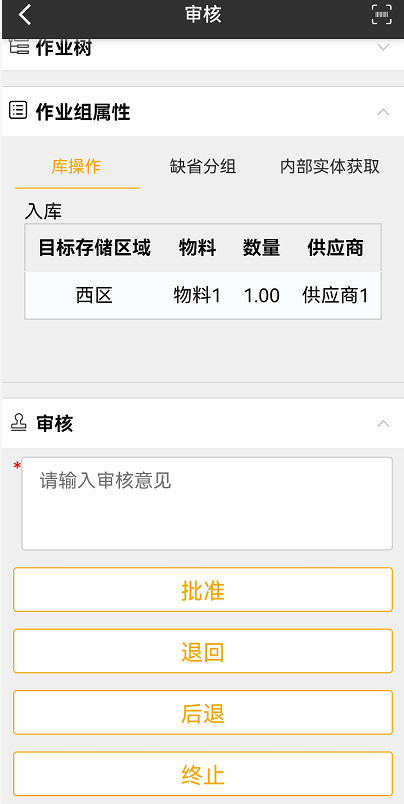 审核
作业树
作业组属性
库操作 缺省分组 内部实体获取
入库
目标存储区域 物料 数量 供应商
西区 物料1 1.00 供应商1
审核
* 请输入审核意见
批准
退回
后退
终止